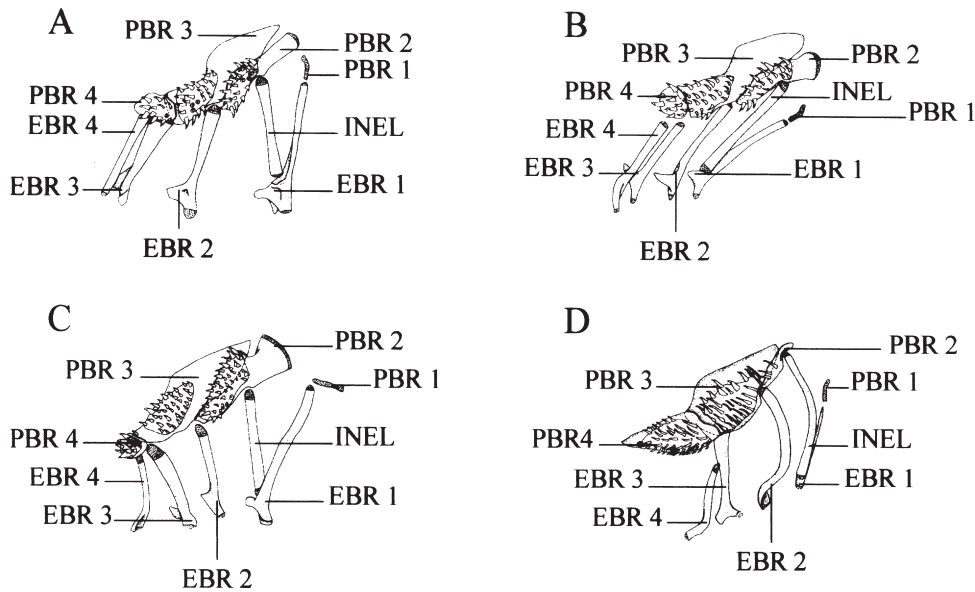 A
PBR 3
PBR 2
PBR 1
PBR 4
EBR 4
INEL
EBR 3
EBR 1
EBR 2
B
PBR 3
PBR 2
PBR 4
INEL
PBR 1
EBR 4
EBR 3
EBR 1
EBR 2
C
PBR 2
PBR 3
PBR 1
PBR 4
INEL
EBR 4
EBR 1
EBR 3
EBR 2
D
PBR 2
PBR 3
PBR 1
PBR4
INEL
EBR 3
EBR 1
EBR 4
EBR 2